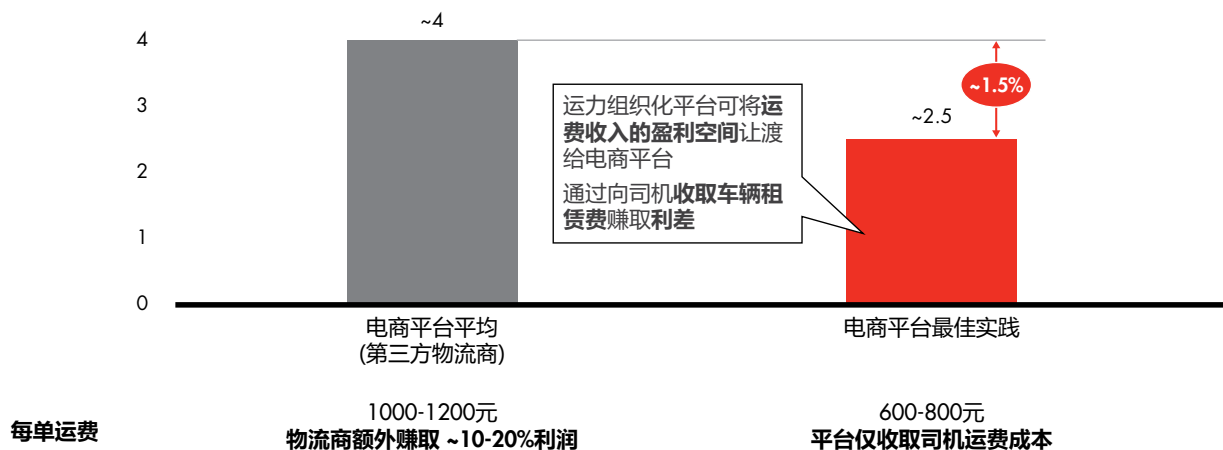 ~4
4
3
2
1
0
运力组织化平台可将运
费收入的盈利空间让渡
给电商平台
通过向司机收取车辆租
赁费赚取利差
~2.5
~1.5%
电商平台平均
(第三方物流商)
电商平台最佳实践
每单运费
1000-1200元
物流商额外赚取 ~10-20%利润
600-800元
平台仅收取司机运费成本